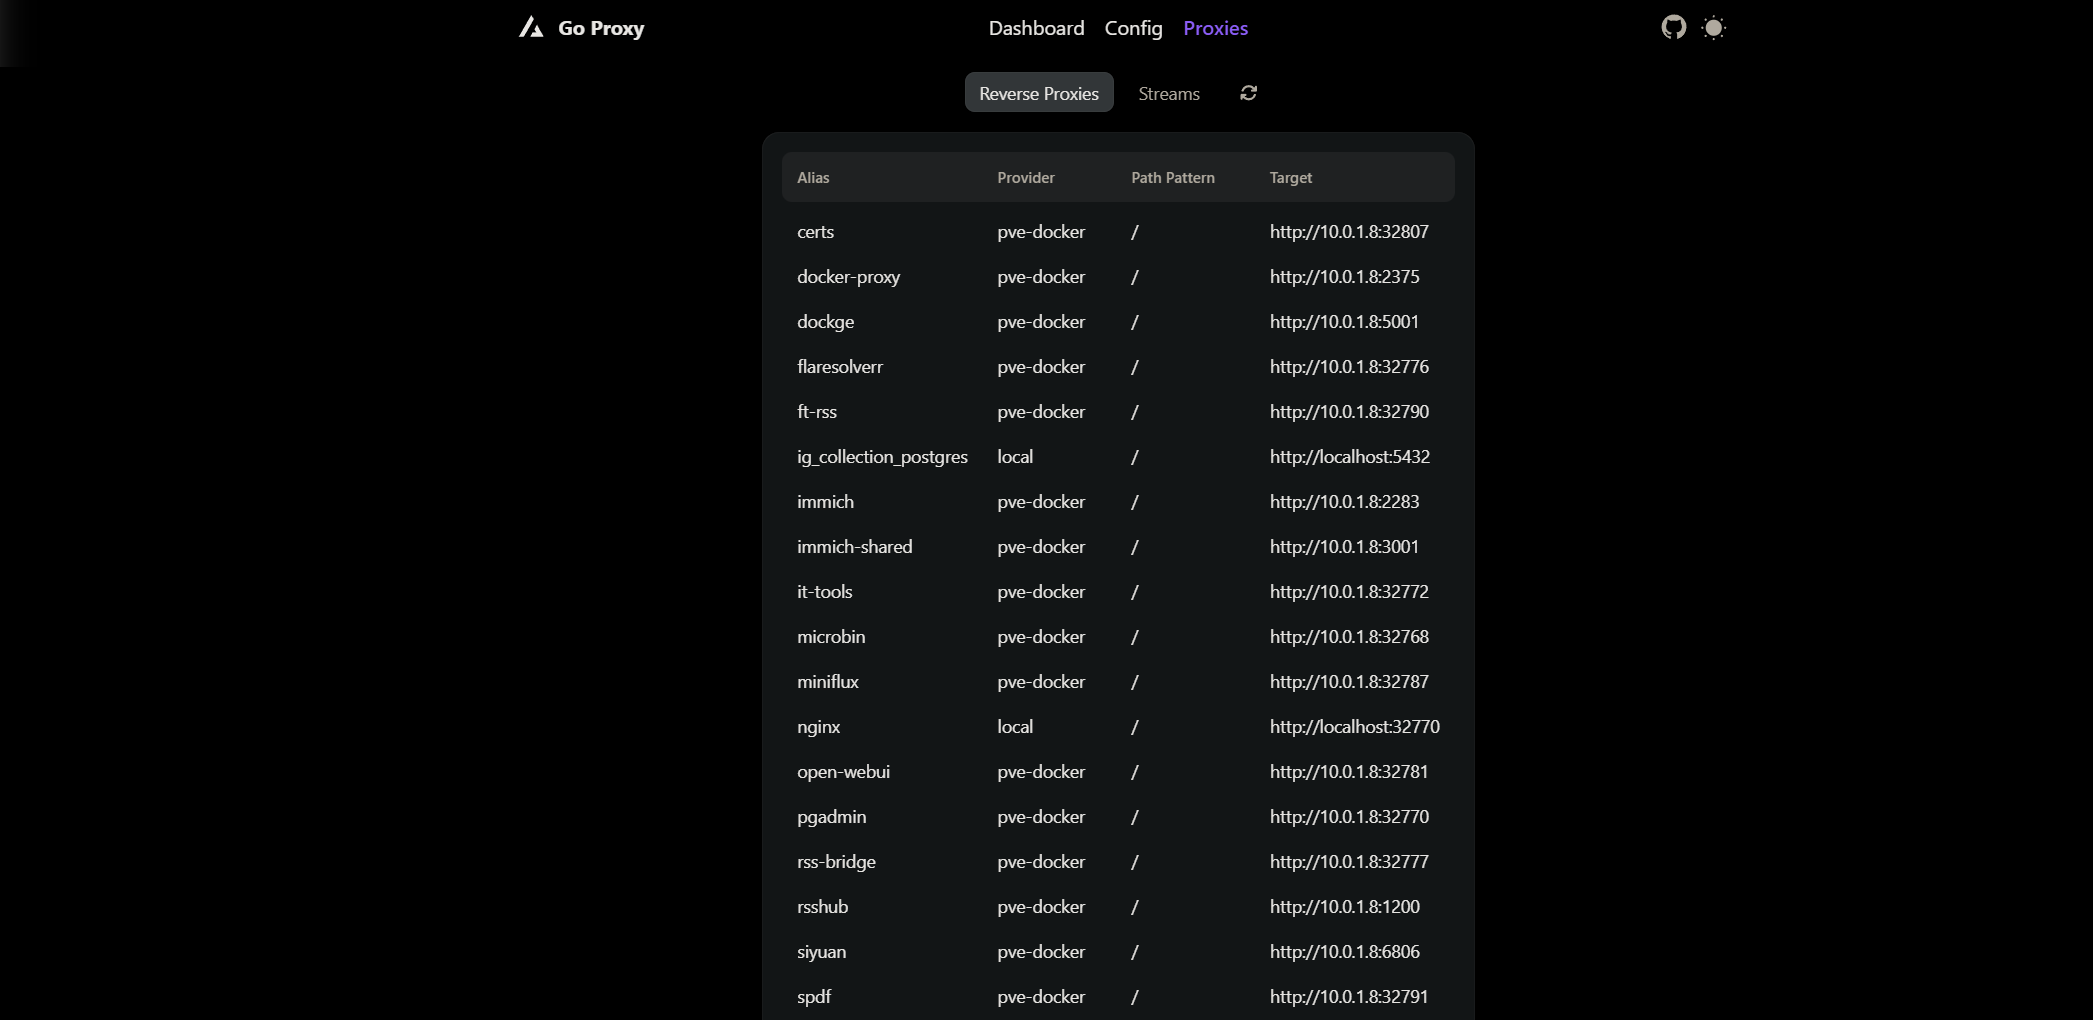 Go Proxy Dashboard Config Proxies
Reverse Proxies Streams
Alias Provider Path Pattern Target
certs pve-docker / http://10.0.1.8:32807
docker-proxy pve-docker / http://10.0.1.8:2375
dockge pve-docker / http://10.0.1.8:5001
flaresolverr pve-docker / http://10.0.1.8:32776
ft-rss pve-docker / http://10.0.1.8:32790
ig_collection_postgres local / http://localhost:5432
immich pve-docker / http://10.0.1.8:2283
immich-shared pve-docker / http://10.0.1.8:3001
it-tools pve-docker / http://10.0.1.8:32772
microbin pve-docker / http://10.0.1.8:32768
miniflux pve-docker / http://10.0.1.8:32787
nginx local / http://localhost:32770
open-webui pve-docker / http://10.0.1.8:32781
pgadmin pve-docker / http://10.0.1.8:32770
rss-bridge pve-docker / http://10.0.1.8:32777
rsshub pve-docker / http://10.0.1.8:1200
siyuan pve-docker / http://10.0.1.8:6806
spdf pve-docker / http://10.0.1.8:32791